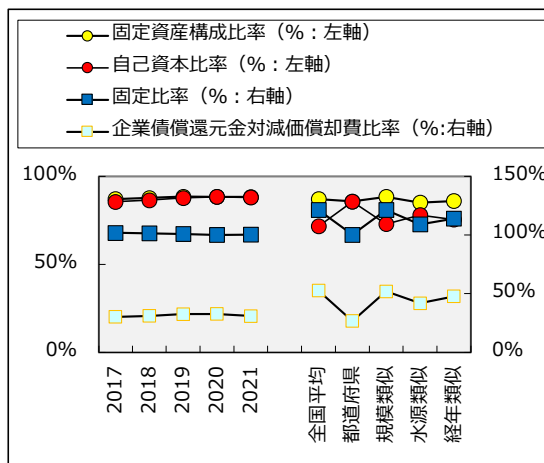 固定資産構成比率（%：左軸）
自己資本比率（%：左軸）
固定比率（%：右軸）
企業債償還元金対減価償却費比率（%:右軸）
100%
50%
0%
150%
100%
50%
0%
2017
2018
2019
2020
2021
全国平均
都道府県
規模類似
水源類似
経年類似